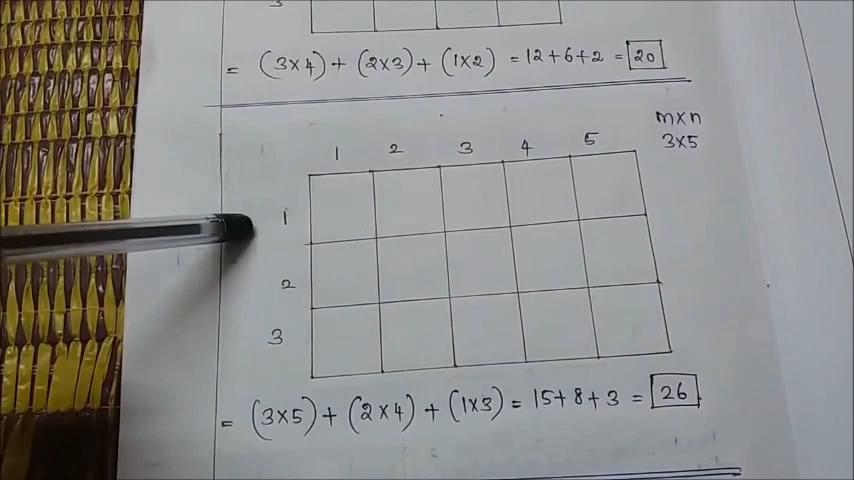 3
= (3×4) + (2×3) + (1×2) = 12+6+2 = 20
m×n
3×5
1 2 3 4 5
1
2
3
= (3×5) + (2×4) + (1×3) = 15+8+3 = 26